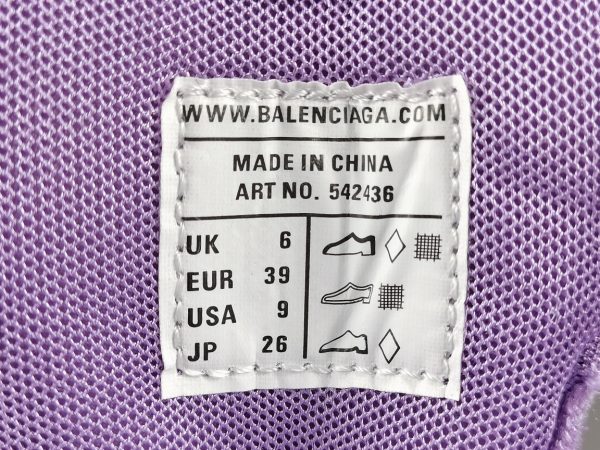 WWW.BALENCIAGA.COM
MADE IN CHINA
ART NO. 542436
UK 6
EUR 39
USA 9
JP 26